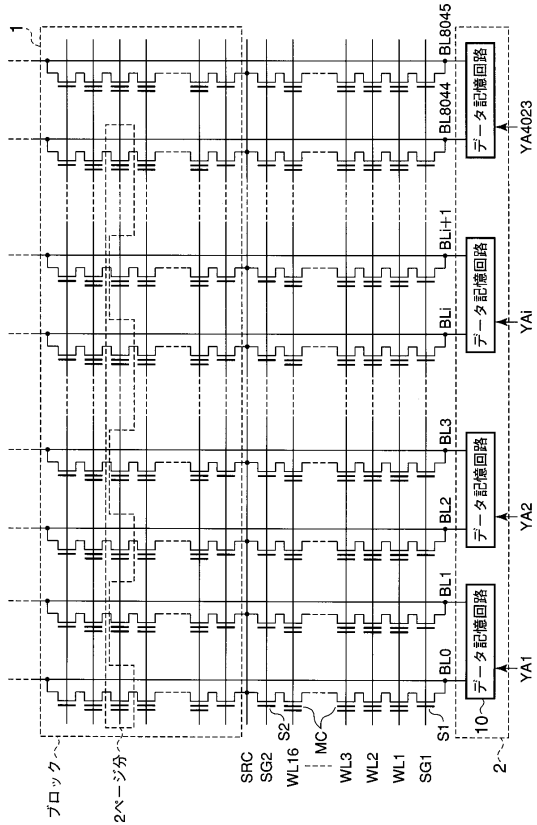 1
ブロック
2ページ分
SRC
SG2
S2
WL16
MC
WL3
WL2
WL1
SG1
S1
BL0
BL1
BL2
BL3
BLi
BLi+1
BL8044
BL8045
10
データ記憶回路
データ記憶回路
データ記憶回路
データ記憶回路
2
YA1
YA2
YAi
YA4023